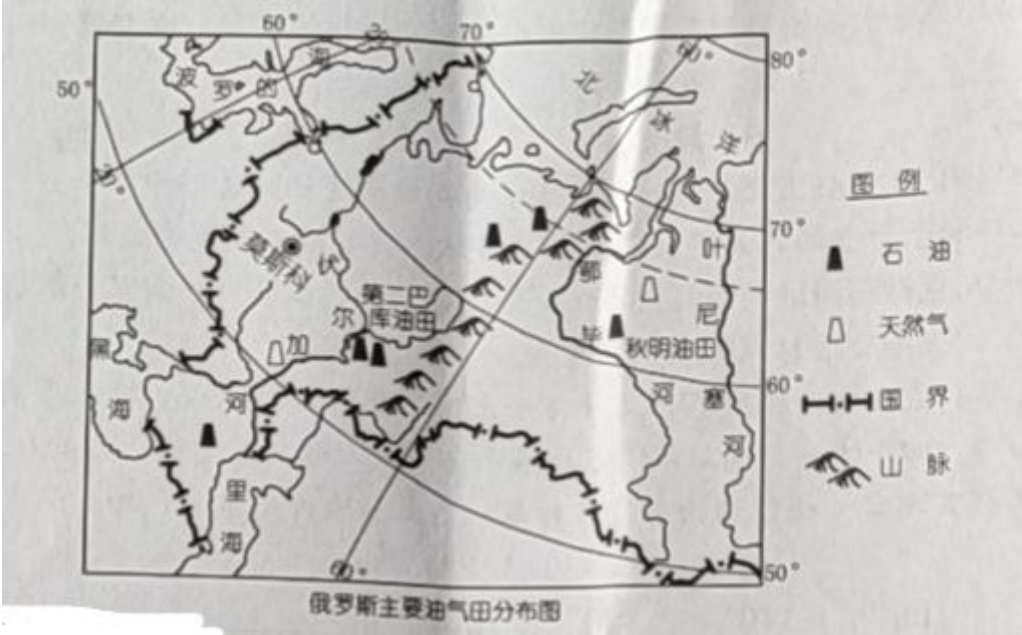 60°
70°
60°
80°
50°
30°
70°
60°
50°
60°
波
罗
的
海
北
冰
洋
莫斯科
伏
尔
加
河
第二巴
库油田
鄂
毕
河
叶
尼
塞
河
秋明油田
黑
海
里
海
图 例
石 油
天然气
国 界
山 脉
俄罗斯主要油气田分布图